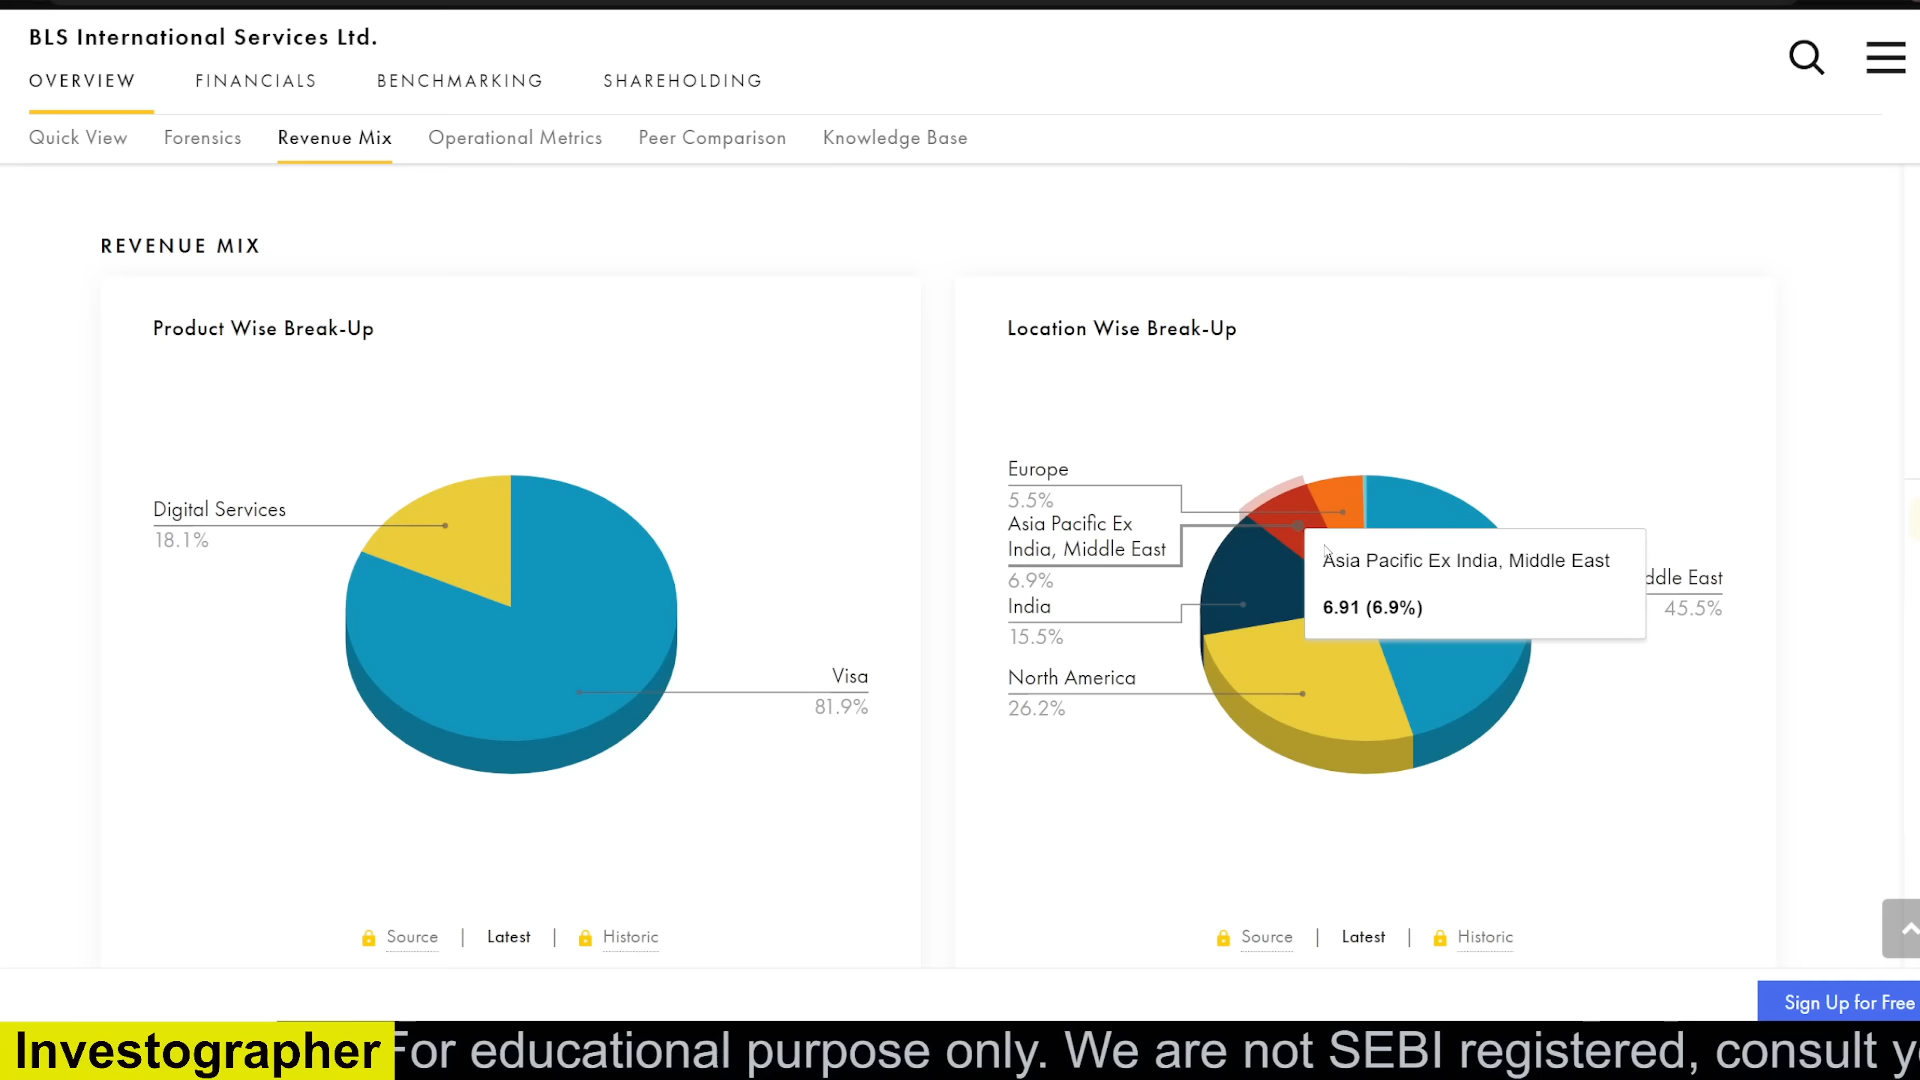 BLS International Services Ltd.
OVERVIEW FINANCIALS BENCHMARKING SHAREHOLDING
Quick View Forensics Revenue Mix Operational Metrics Peer Comparison Knowledge Base
REVENUE MIX
Product Wise Break-Up
Digital Services
18.1%
Visa
81.9%
Source | Latest | Historic
Location Wise Break-Up
Europe
5.5%
Asia Pacific Ex
India, Middle East
6.9%
India
15.5%
North America
26.2%
Asia Pacific Ex India, Middle East
6.91 (6.9%)
ddle East
45.5%
Source | Latest | Historic
Sign Up for Free
Investographer For educational purpose only. We are not SEBI registered, consult